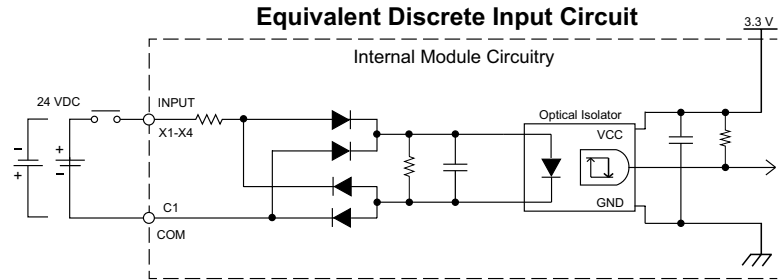 Equivalent Discrete Input Circuit
3.3 V
Internal Module Circuitry
24 VDC
INPUT
X1-X4
Optical Isolator
VCC
- +
+ -
GND
C1
COM